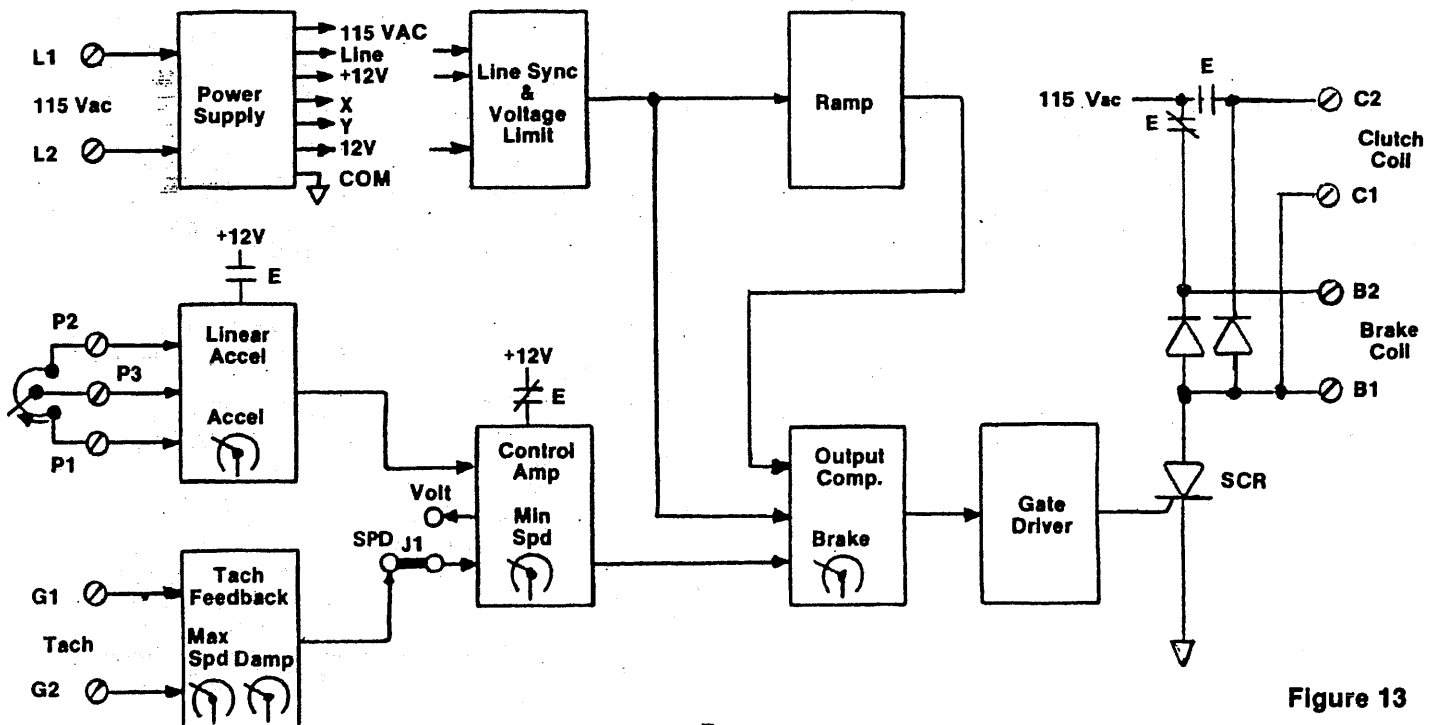 L1
115 Vac
L2
Power
Supply
115 VAC
Line
+12V
X
Y
12V
COM
Line Sync
&
Voltage
Limit
Ramp
115 Vac
E
E
C2
Clutch
Coil
C1
B2
Brake
Coil
B1
+12V
E
P2
P3
P1
Linear
Accel
Accel
+12V
E
Control
Amp
Min
Spd
Volt
SPD
J1
Output
Comp.
Brake
Gate
Driver
SCR
G1
Tach
G2
Tach
Feedback
Max
Spd Damp
Figure 13